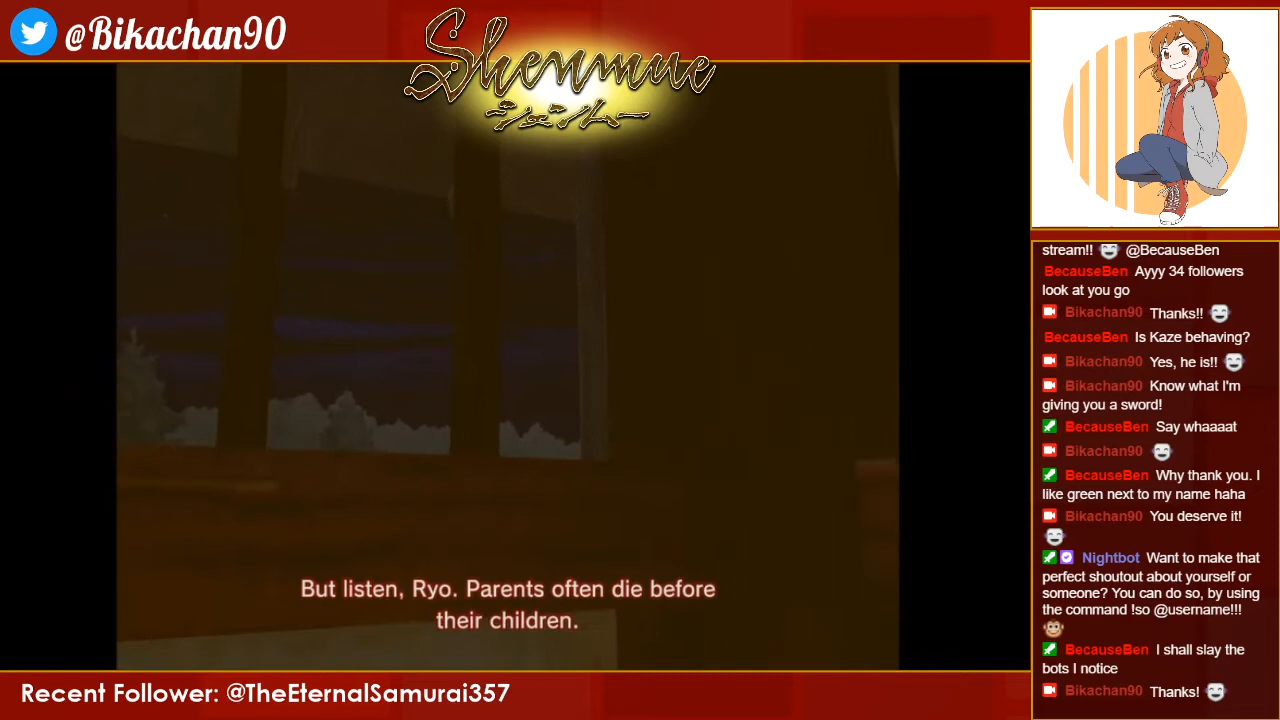 @Bikachan90
Shenmue
シェンムー
But listen, Ryo. Parents often die before
their children.
stream!! @BecauseBen
BecauseBen Ayyy 34 followers
look at you go
Bikachan90 Thanks!!
BecauseBen Is Kaze behaving?
Bikachan90 Yes, he is!!
Bikachan90 Know what I'm
giving you a sword!
BecauseBen Say whaaaat
Bikachan90
BecauseBen Why thank you. I
like green next to my name haha
Bikachan90 You deserve it!
Nightbot Want to make that
perfect shoutout about yourself or
someone? You can do so, by using
the command !so @username!!!
BecauseBen I shall slay the
bots I notice
Bikachan90 Thanks!
Recent Follower: @TheEternalSamurai357